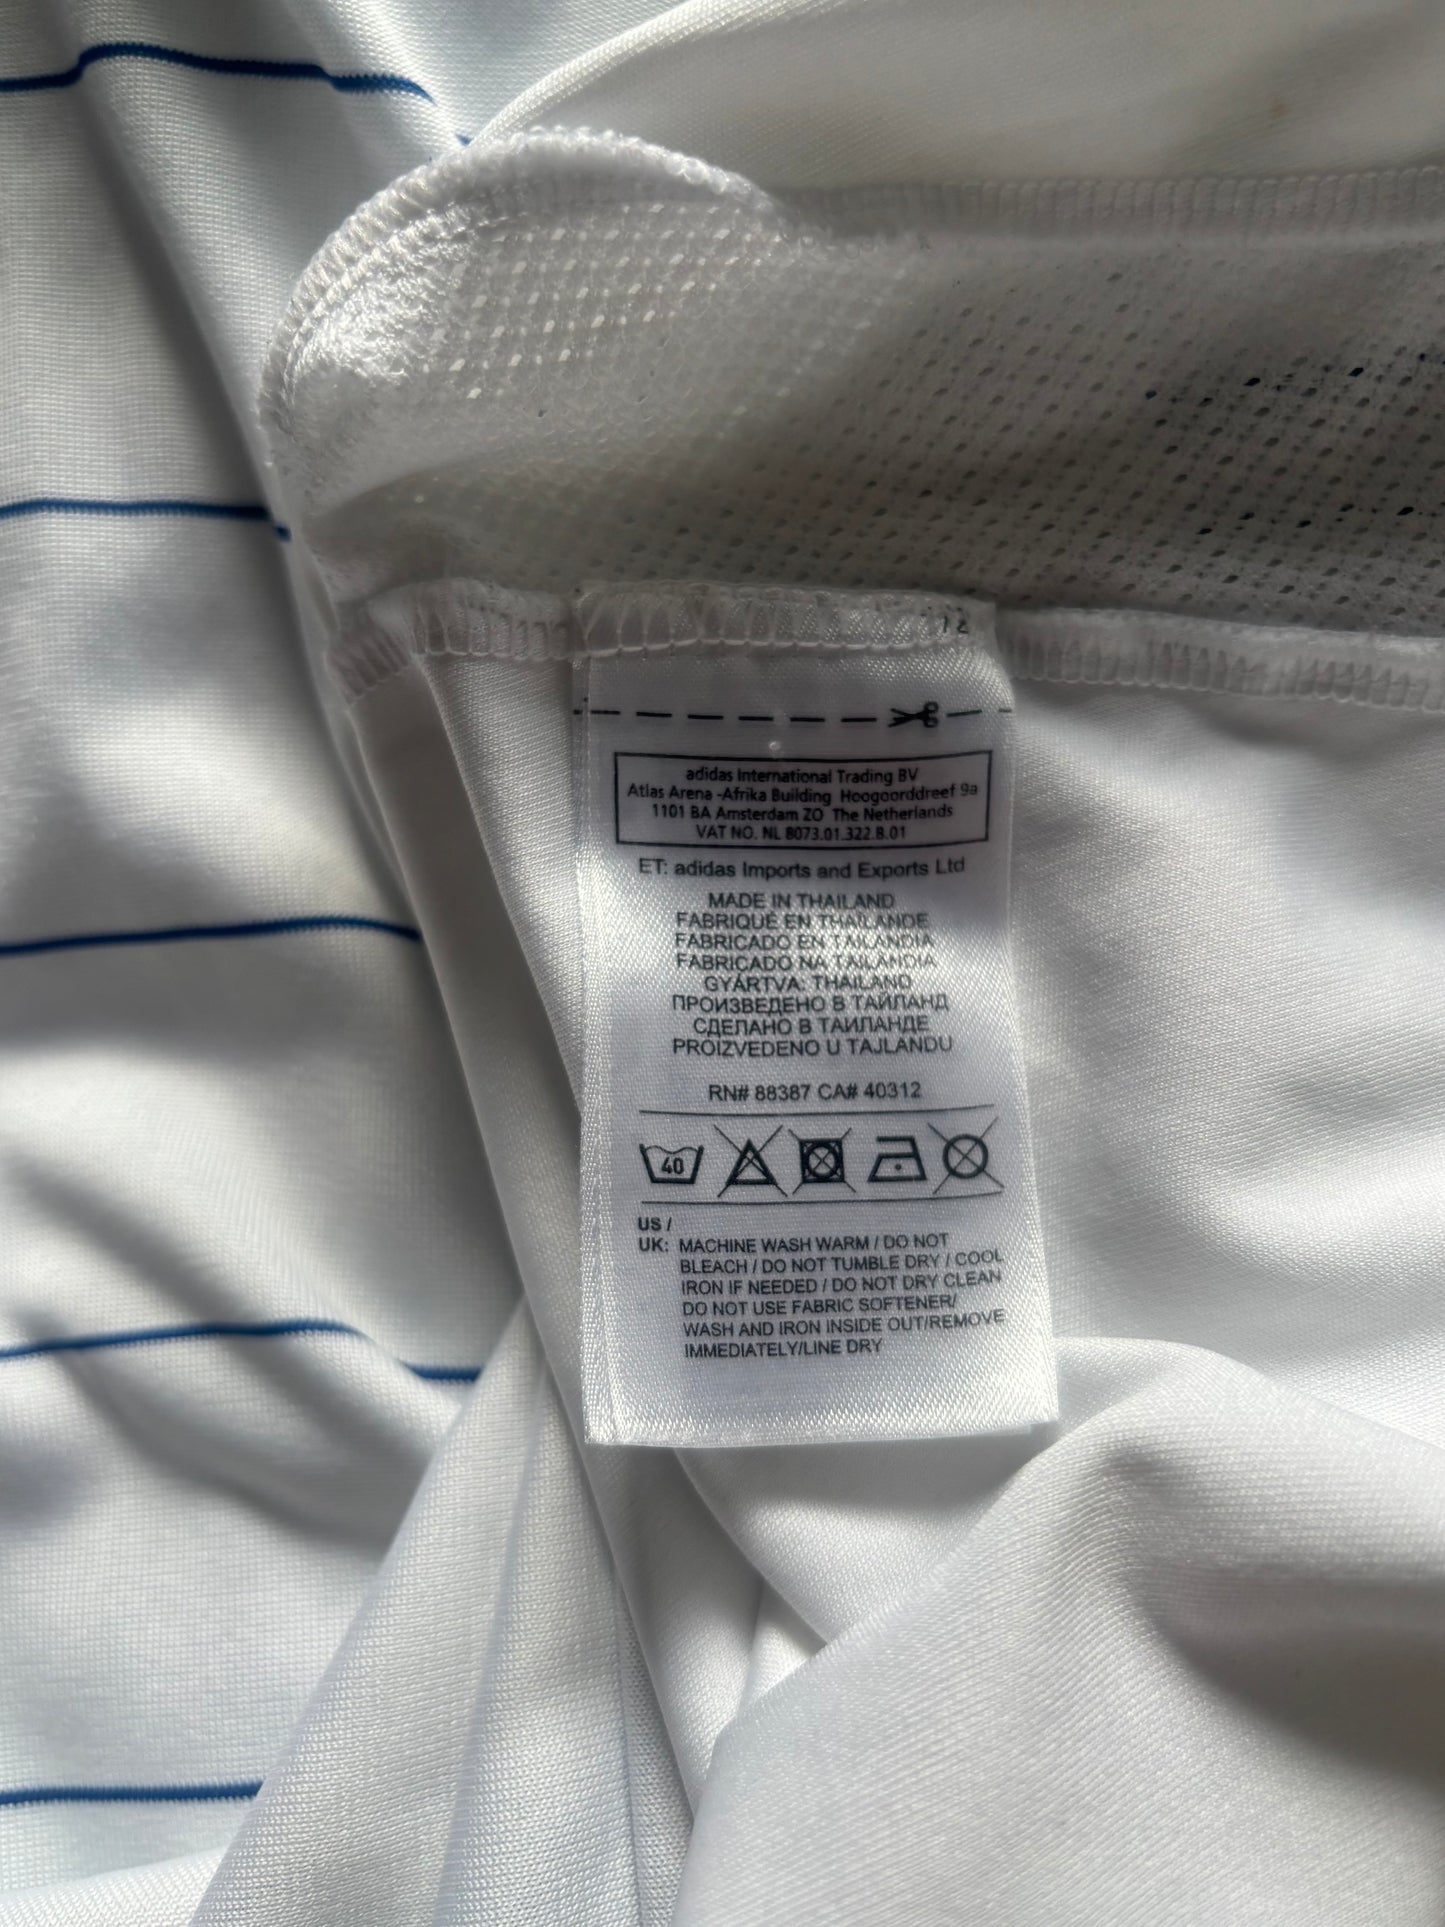 adidas International Trading BV
Atlas Arena -Afrika Building Hoogoorddreef 9a
1101 BA Amsterdam ZO The Netherlands
VAT NO. NL 8073.01.322.B.01
ET: adidas Imports and Exports Ltd
MADE IN THAILAND
FABRIQUÉ EN THAÏLANDE
FABRICADO EN TAILANDIA
FABRICADO NA TAILÂNDIA
GYÁRTVA: THAILAND
ПРОИЗВЕДЕНО В ТАЙЛАНД
СДЕЛАНО В ТАИЛАНДЕ
PROIZVEDENO U TAJLANDU
RN# 88387 CA# 40312
40
US /
UK: MACHINE WASH WARM / DO NOT
BLEACH / DO NOT TUMBLE DRY / COOL
IRON IF NEEDED / DO NOT DRY CLEAN
DO NOT USE FABRIC SOFTENER/
WASH AND IRON INSIDE OUT/REMOVE
IMMEDIATELY/LINE DRY